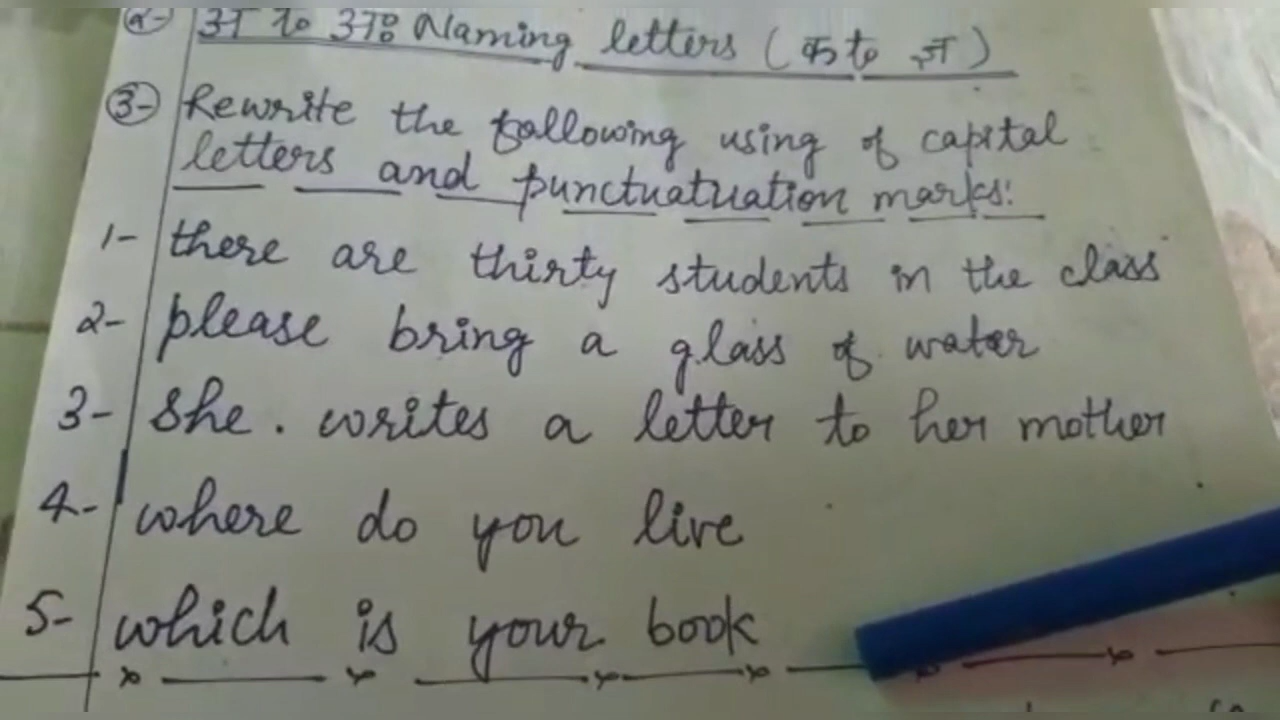 2- अ to अः Naming letters (क to ज्ञ)
3- Rewrite the following using of capital
letters and punctuatuation marks:
1- there are thirty students in the class
2- please bring a glass of water
3- she. writes a letter to her mother
4- where do you live
5- which is your book